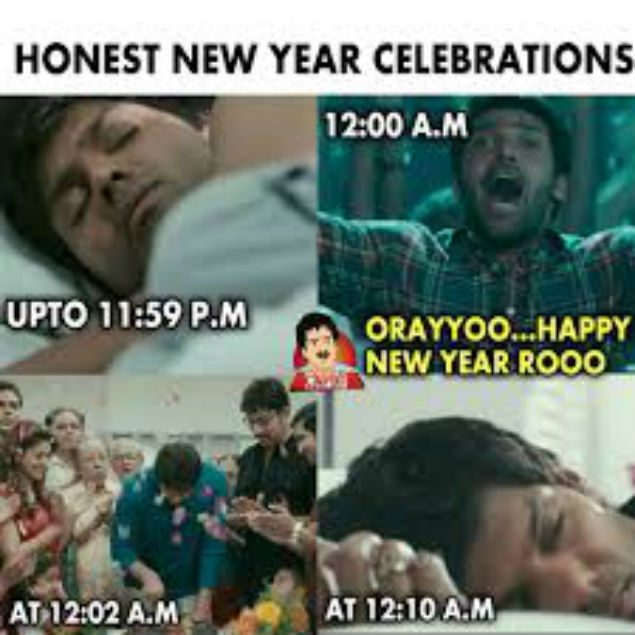 HONEST NEW YEAR CELEBRATIONS
UPTO 11:59 P.M
12:00 A.M
ORAYYOO...HAPPY
NEW YEAR ROOO
AT 12:02 A.M
AT 12:10 A.M